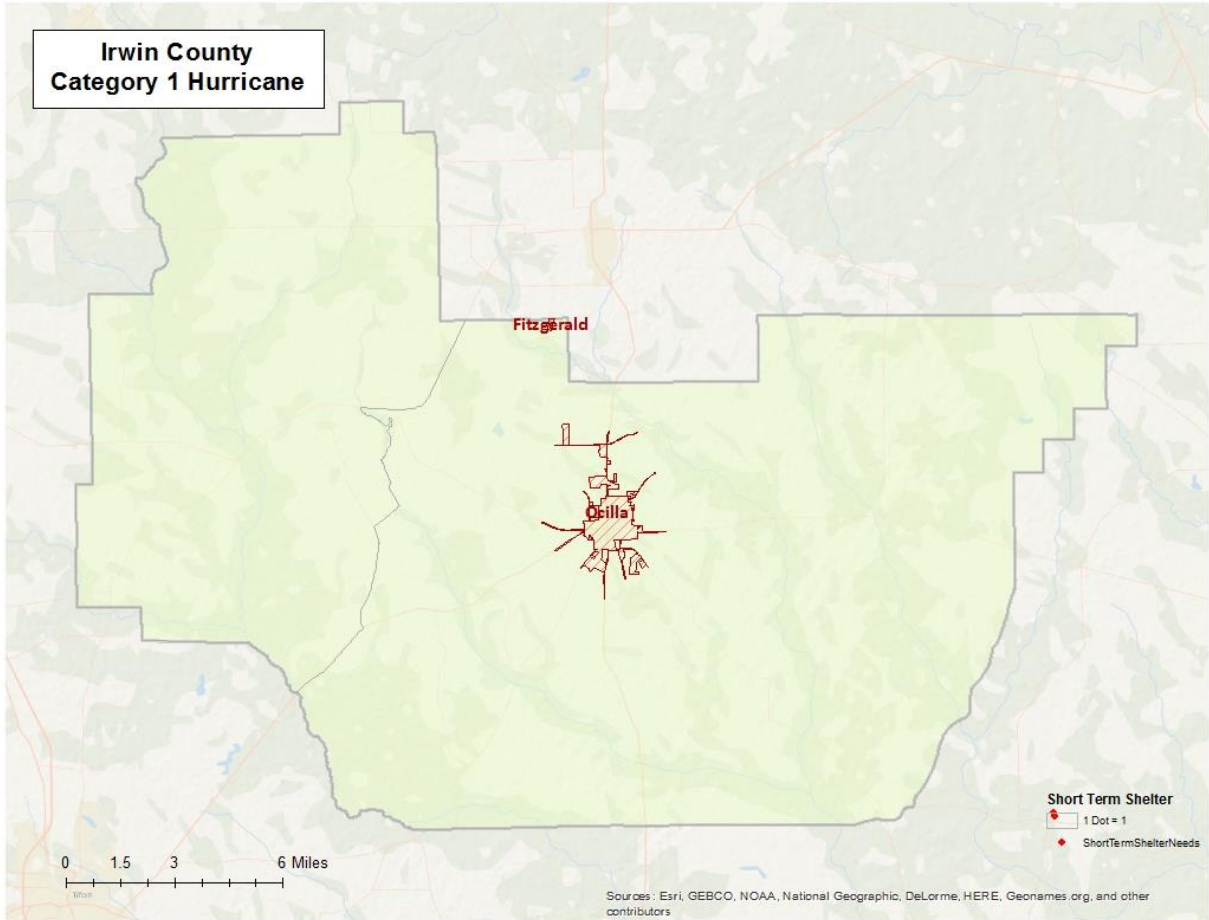 Irwin County
Category 1 Hurricane
Fitzgerald
Ocilla
Short Term Shelter
1 Dot = 1
ShortTermShelterNeeds
0 1.5 3 6 Miles
Tifton
Sources: Esri, GEBCO, NOAA, National Geographic, DeLorme, HERE, Geonames.org, and other
contributors